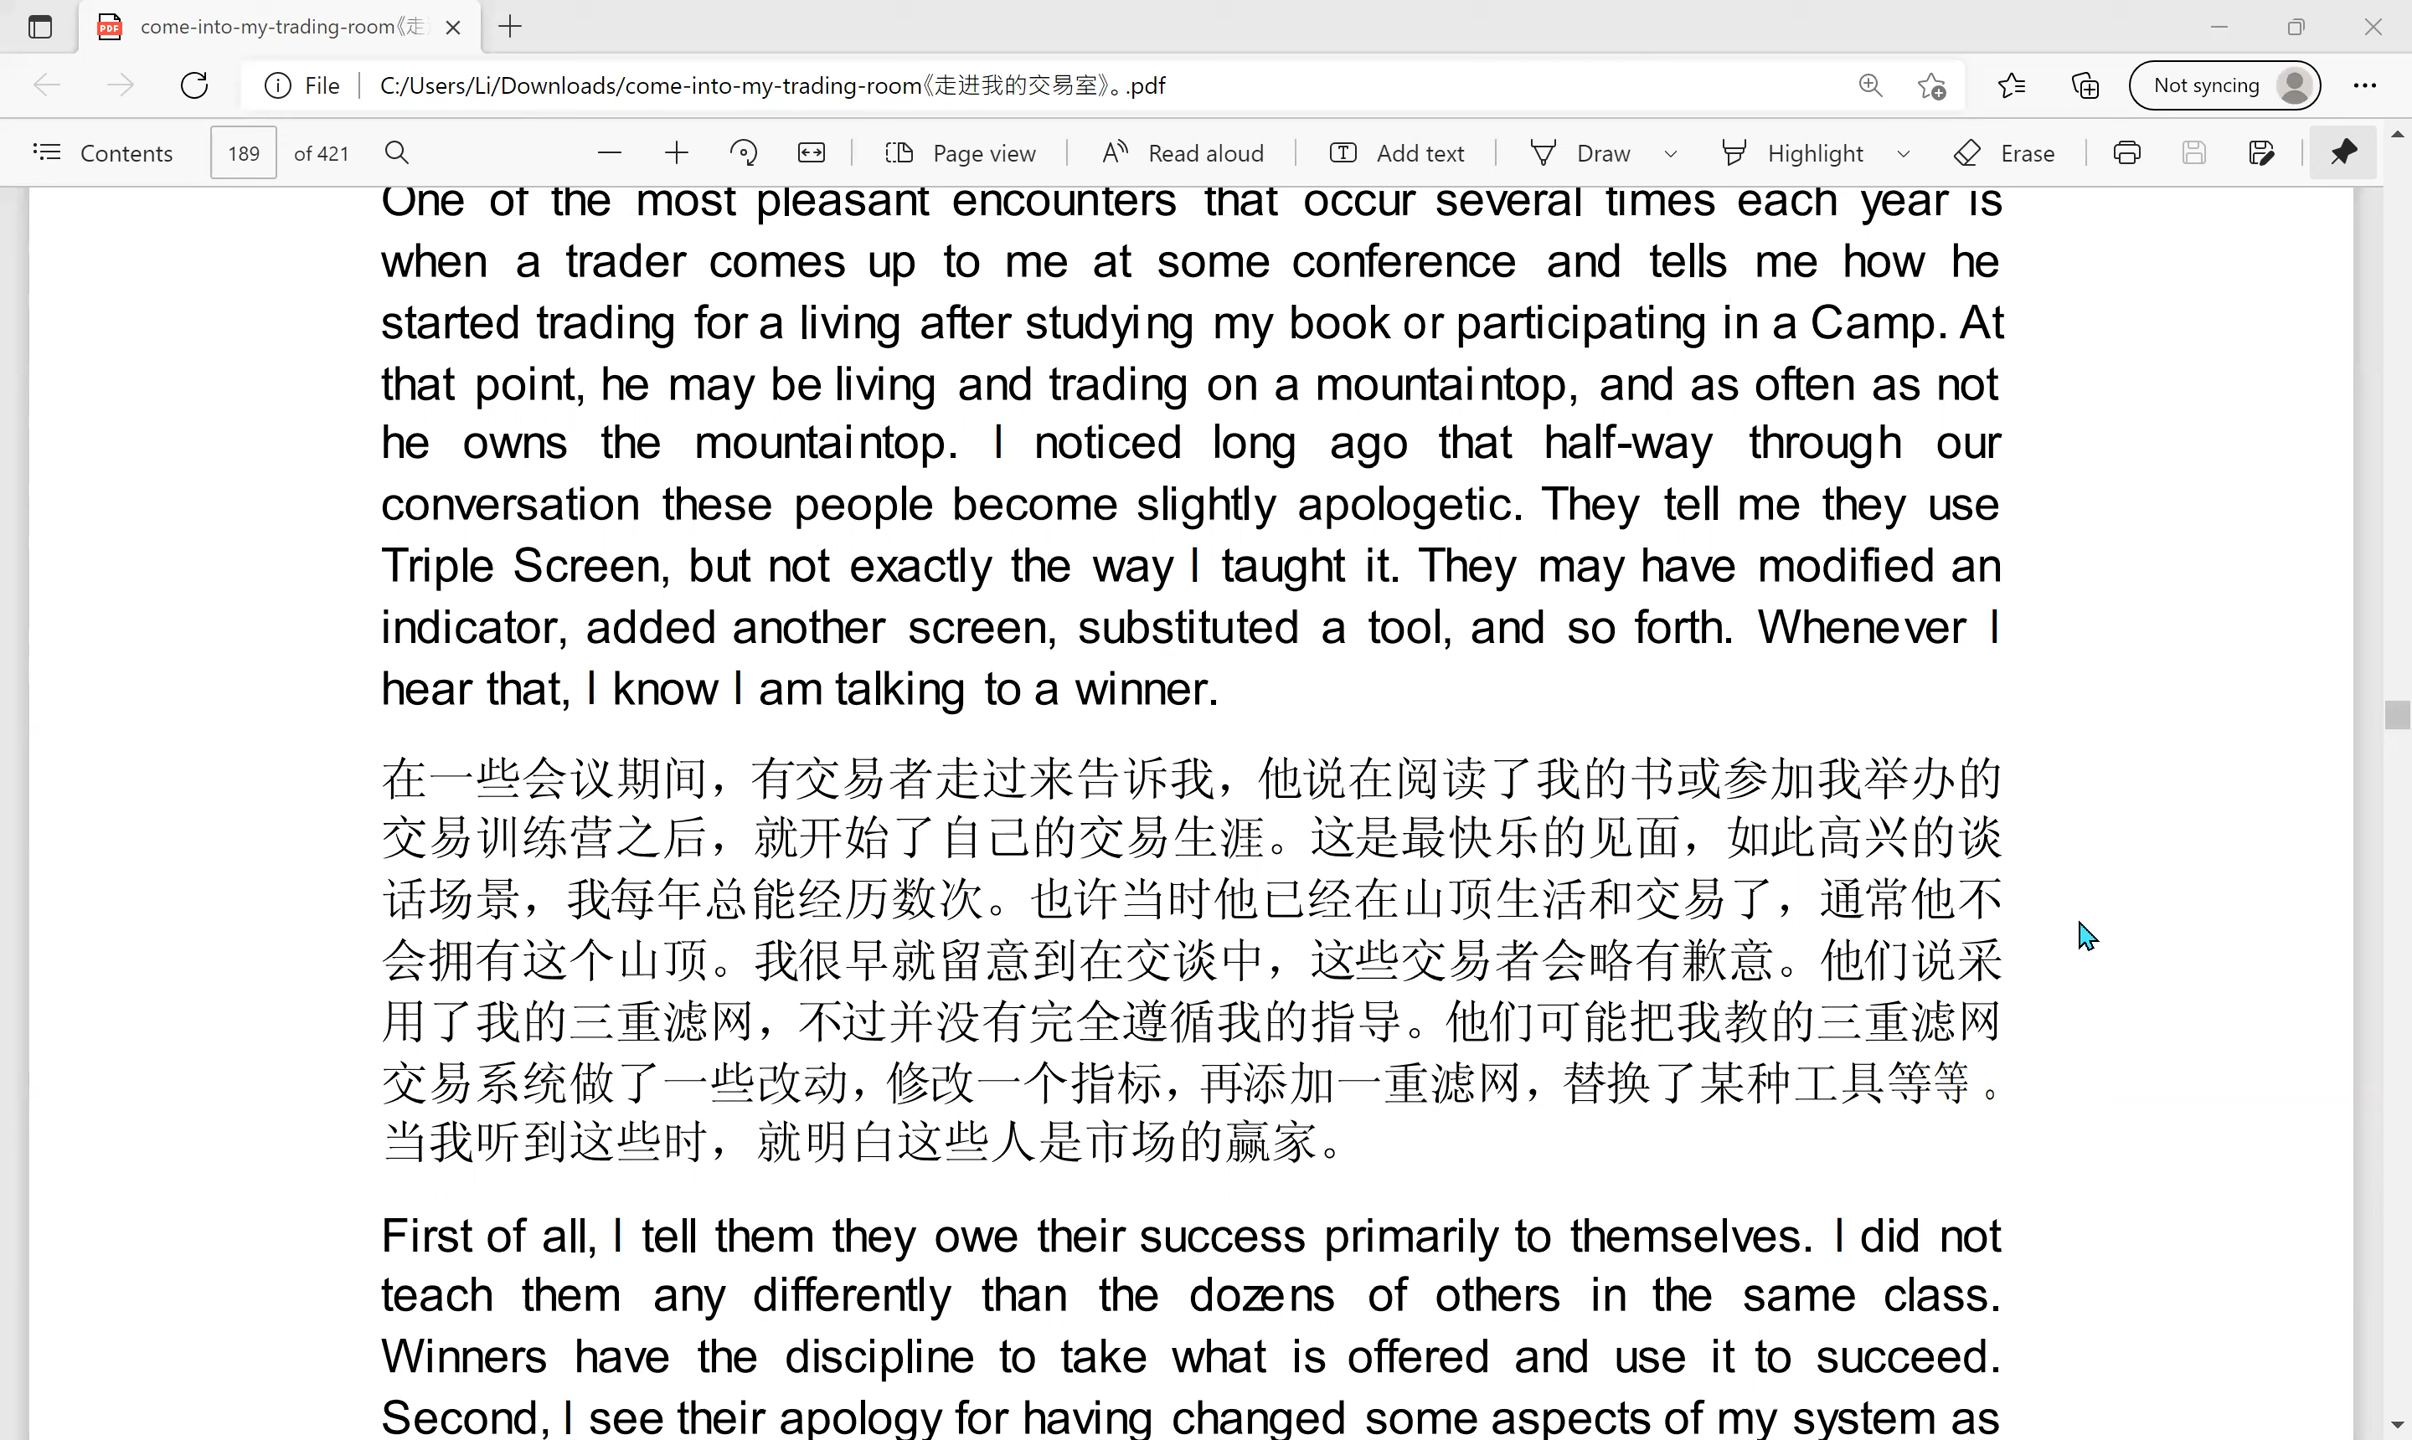 come-into-my-trading-room《走
File
C:/Users/Li/Downloads/come-into-my-trading-room《走进我的交易室》。.pdf
Not syncing
Contents
189
of 421
Page view
Read aloud
Add text
Draw
Highlight
Erase
One of the most pleasant encounters that occur several times each year is
when a trader comes up to me at some conference and tells me how he
started trading for a living after studying my book or participating in a Camp. At
that point, he may be living and trading on a mountaintop, and as often as not
he owns the mountaintop. I noticed long ago that half-way through our
conversation these people become slightly apologetic. They tell me they use
Triple Screen, but not exactly the way I taught it. They may have modified an
indicator, added another screen, substituted a tool, and so forth. Whenever I
hear that, I know I am talking to a winner.
在一些会议期间，有交易者走过来告诉我，他说在阅读了我的书或参加我举办的
交易训练营之后，就开始了自己的交易生涯。这是最快乐的见面，如此高兴的谈
话场景，我每年总能经历数次。也许当时他已经在山顶生活和交易了，通常他不
会拥有这个山顶。我很早就留意到在交谈中，这些交易者会略有歉意。他们说采
用了我的三重滤网，不过并没有完全遵循我的指导。他们可能把我教的三重滤网
交易系统做了一些改动，修改一个指标，再添加一重滤网，替换了某种工具等等。
当我听到这些时，就明白这些人是市场的赢家。
First of all, I tell them they owe their success primarily to themselves. I did not
teach them any differently than the dozens of others in the same class.
Winners have the discipline to take what is offered and use it to succeed.
Second, I see their apology for having changed some aspects of my system as